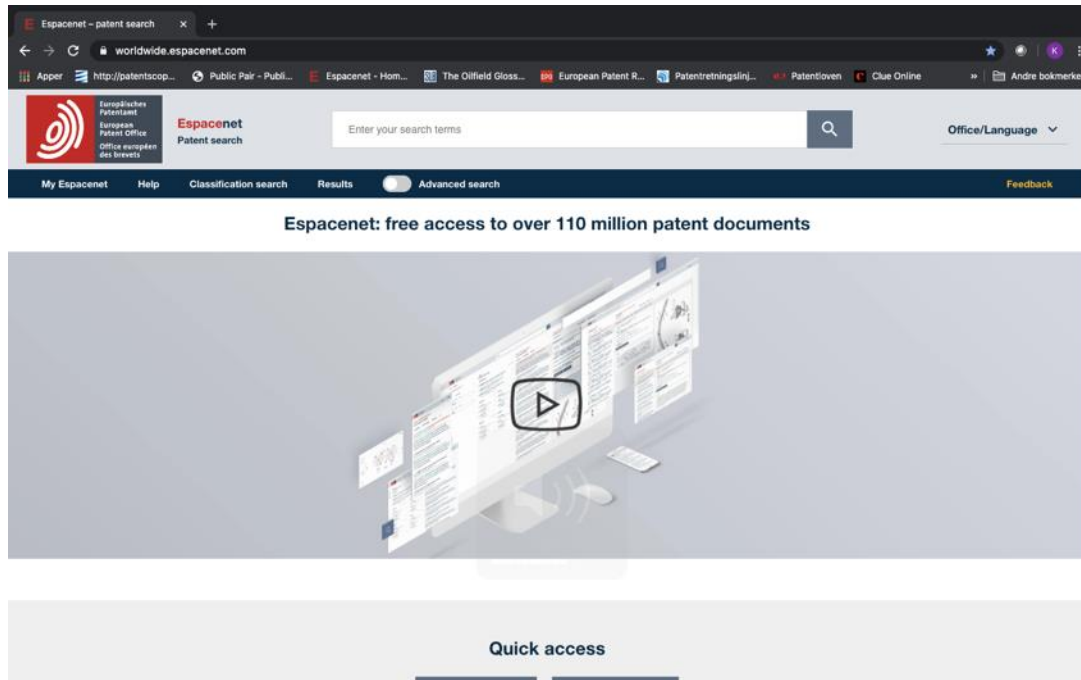 Espacenet – patent search
worldwide.espacenet.com
K
Apper http://patentscop... Public Pair - Publi... Espacenet - Hom... The Oilfield Gloss... European Patent R... Patentretningslinj... Patentloven Clue Online » Andre bokmerke
Europäisches
Patentamt
European
Patent Office
Office européen
des brevets
Espacenet
Patent search
Enter your search terms
Office/Language
My Espacenet Help Classification search Results Advanced search Feedback
Espacenet: free access to over 110 million patent documents
Quick access